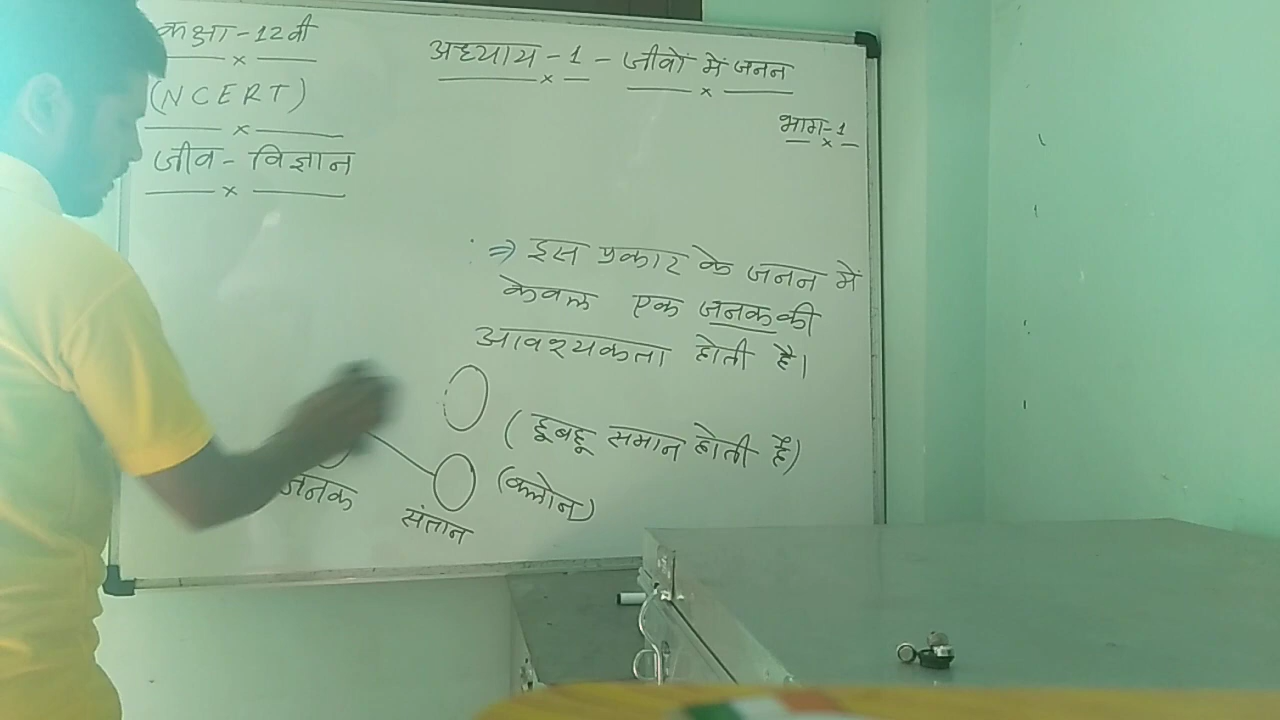 कक्षा - 12वी
(NCERT)
जीव - विज्ञान
अध्याय - 1 - जीवों में जनन
भाग - 1
⇒ इस प्रकार के जनन में
केवल एक जनक की
आवश्यकता होती है।
(हूबहू समान होती है)
(क्लोन)
जनक
संतान